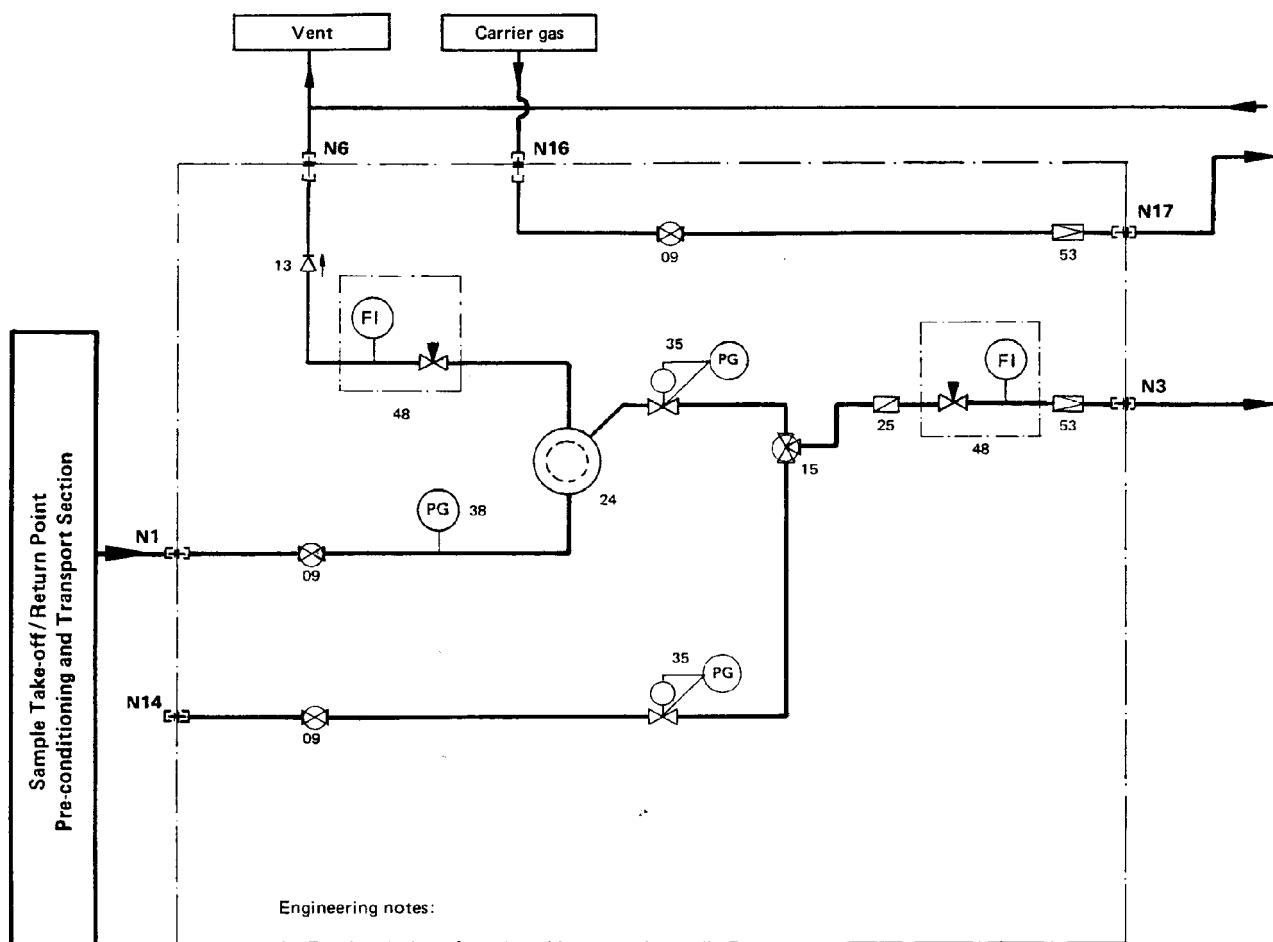 Vent
Carrier gas
N6
N16
N17
13
09
53
FI
35
PG
FI
N3
48
25
48
53
15
24
PG
38
N1
09
Sample Take-off/Return Point
Pre-conditioning and Transport Section
35
PG
N14
09
Engineering notes: